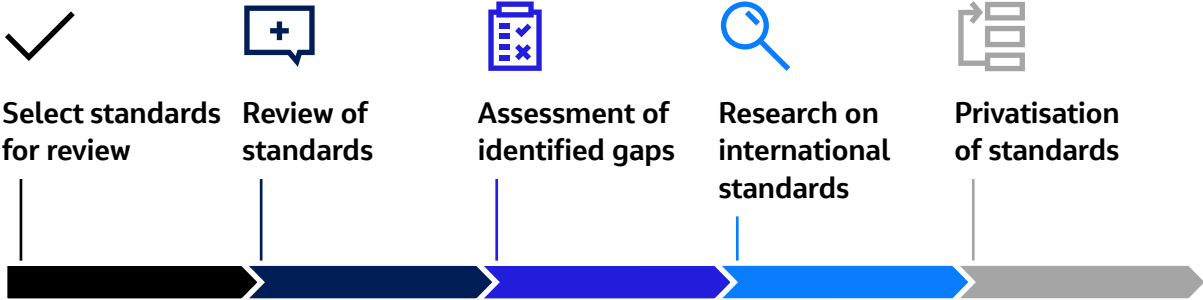 Select standards
for review
Review of
standards
Assessment of
identified gaps
Research on
international
standards
Privatisation
of standards